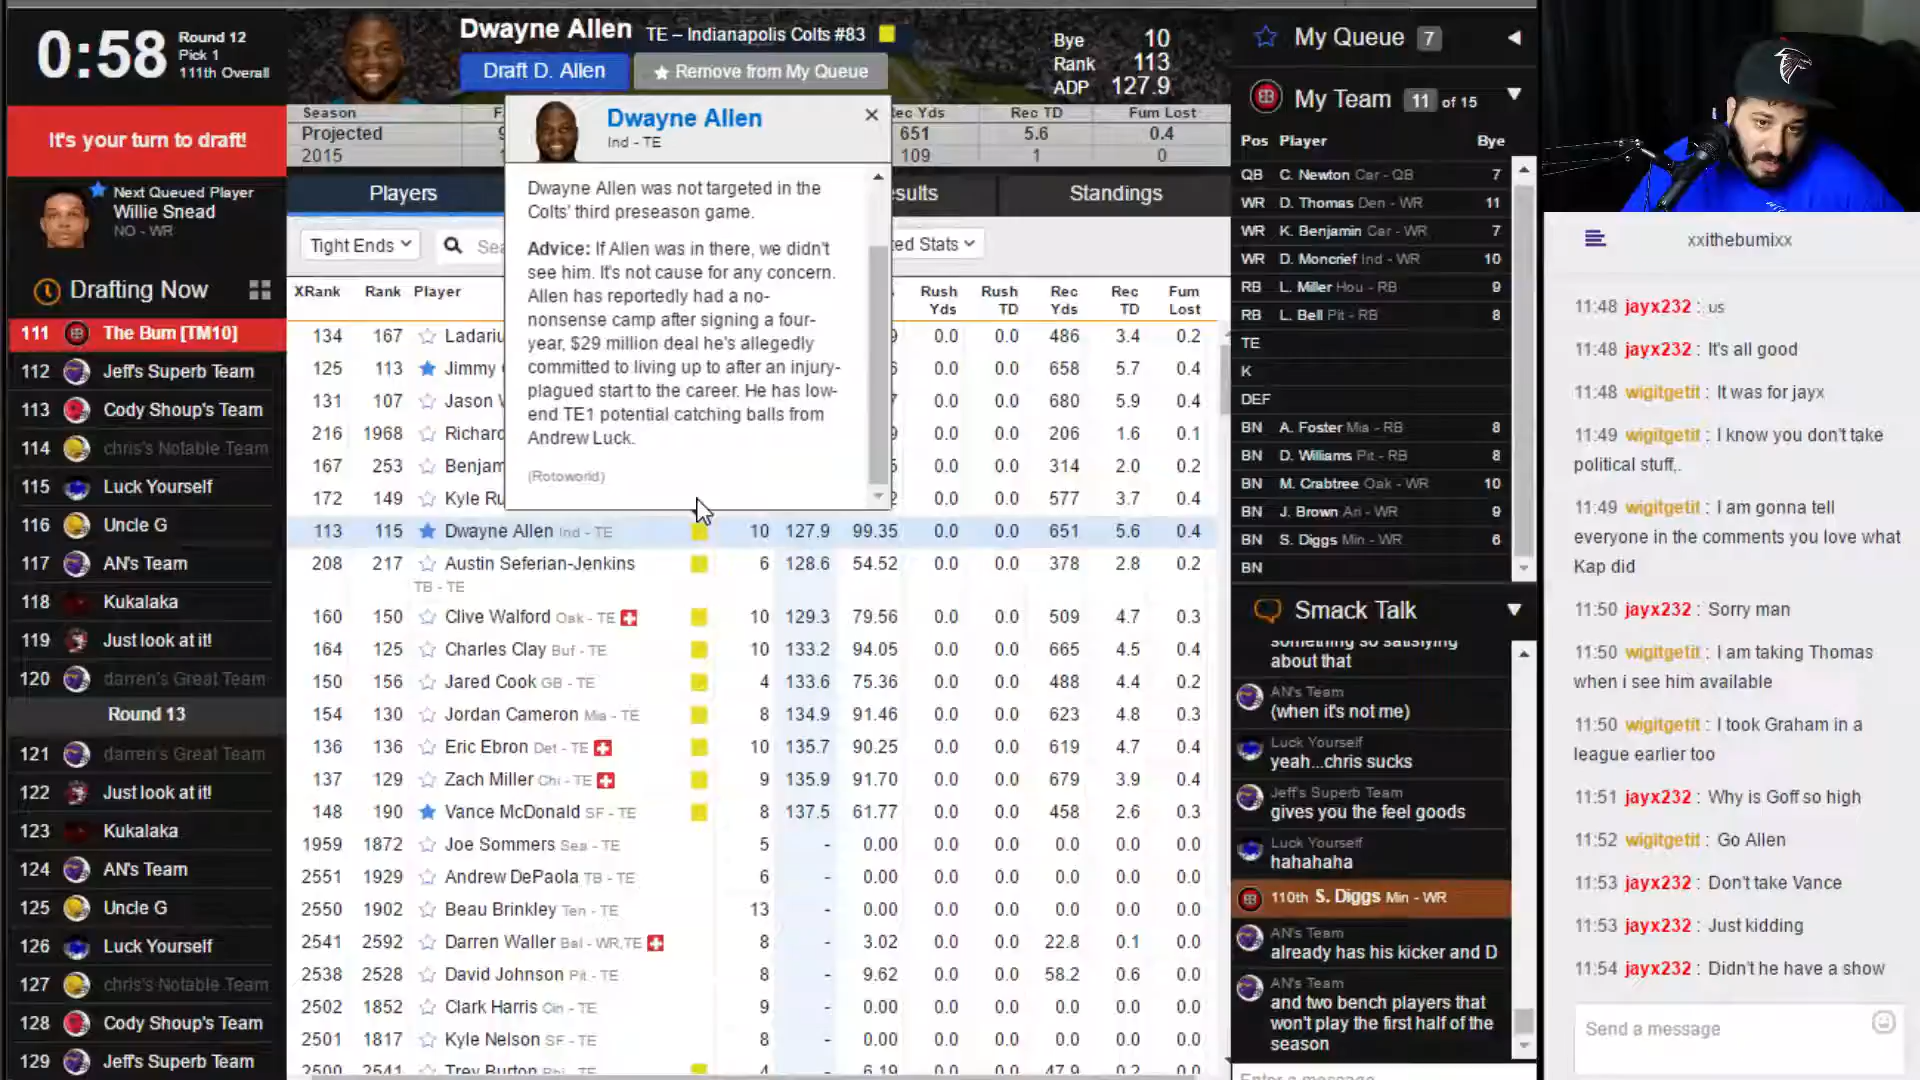 0:58
Round 12
Pick 1
111th Overall
It's your turn to draft!
Next Queued Player
Willie Snead
NO - WR
Drafting Now
111 The Bum [TM10]
112 Jeff's Superb Team
113 Cody Shoup's Team
114 chris's Notable Team
115 Luck Yourself
116 Uncle G
117 AN's Team
118 Kukalaka
119 Just look at it!
120 darren's Great Team
Round 13
121 darren's Great Team
122 Just look at it!
123 Kukalaka
124 AN's Team
125 Uncle G
126 Luck Yourself
127 chris's Notable Team
128 Cody Shoup's Team
129 Jeff's Superb Team
Dwayne Allen TE – Indianapolis Colts #83
Draft D. Allen
Remove from My Queue
Bye 10
Rank 113
ADP 127.9
Season Rec Yds Rec TD Fum Lost
Projected 651 5.6 0.4
2015 109 1 0
Players
Standings
Tight Ends
Dwayne Allen
Ind - TE
Dwayne Allen was not targeted in the
Colts' third preseason game.
Advice: If Allen was in there, we didn't
see him. It's not cause for any concern.
Allen has reportedly had a no-
nonsense camp after signing a four-
year, $29 million deal he's allegedly
committed to living up to after an injury-
plagued start to the career. He has low-
end TE1 potential catching balls from
Andrew Luck.
(Rotoworld)
XRank Rank Player Rush Yds Rush TD Rec Yds Rec TD Fum Lost
134 167 Ladariu 0.0 0.0 486 3.4 0.2
125 113 Jimmy 0.0 0.0 658 5.7 0.4
131 107 Jason 0.0 0.0 680 5.9 0.4
216 1968 Richard 0.0 0.0 206 1.6 0.1
167 253 Benjam 0.0 0.0 314 2.0 0.2
172 149 Kyle Ru 0.0 0.0 577 3.7 0.4
113 115 Dwayne Allen Ind - TE 10 127.9 99.35 0.0 0.0 651 5.6 0.4
208 217 Austin Seferian-Jenkins 6 128.6 54.52 0.0 0.0 378 2.8 0.2
TB - TE
160 150 Clive Walford Oak - TE 10 129.3 79.56 0.0 0.0 509 4.7 0.3
164 125 Charles Clay Buf - TE 10 133.2 94.05 0.0 0.0 665 4.5 0.4
150 156 Jared Cook GB - TE 4 133.6 75.36 0.0 0.0 488 4.4 0.2
154 130 Jordan Cameron Mia - TE 8 134.9 91.46 0.0 0.0 623 4.8 0.3
136 136 Eric Ebron Det - TE 10 135.7 90.25 0.0 0.0 619 4.7 0.4
137 129 Zach Miller Chi - TE 9 135.9 91.70 0.0 0.0 679 3.9 0.4
148 190 Vance McDonald SF - TE 8 137.5 61.77 0.0 0.0 458 2.6 0.3
1959 1872 Joe Sommers Sea - TE 5 - 0.00 0.0 0.0 0.0 0.0 0.0
2551 1929 Andrew DePaola TB - TE 6 - 0.00 0.0 0.0 0.0 0.0 0.0
2550 1902 Beau Brinkley Ten - TE 13 - 0.00 0.0 0.0 0.0 0.0 0.0
2541 2592 Darren Waller Bal - WR,TE 8 - 3.02 0.0 0.0 22.8 0.1 0.0
2538 2528 David Johnson Pit - TE 8 - 9.62 0.0 0.0 58.2 0.6 0.0
2502 1852 Clark Harris Cin - TE 9 - 0.00 0.0 0.0 0.0 0.0 0.0
2501 1817 Kyle Nelson SF - TE 8 - 0.00 0.0 0.0 0.0 0.0 0.0
2500 2541 Trey Burton Phi - TE 4 - 6.19 0.0 0.0 47.9 0.2 0.0
My Queue 7
My Team 11 of 15
Pos Player Bye
QB C. Newton Car - QB 7
WR D. Thomas Den - WR 11
WR K. Benjamin Car - WR 7
WR D. Moncrief Ind - WR 10
RB L. Miller Hou - RB 9
RB L. Bell Pit - RB 8
TE
K
DEF
BN A. Foster Mia - RB 8
BN D. Williams Pit - RB 8
BN M. Crabtree Oak - WR 10
BN J. Brown Ari - WR 9
BN S. Diggs Min - WR 6
BN
Smack Talk
something so satisfying
about that
AN's Team
(when it's not me)
Luck Yourself
yeah...chris sucks
Jeff's Superb Team
gives you the feel goods
Luck Yourself
hahahaha
110th S. Diggs Min - WR
AN's Team
already has his kicker and D
AN's Team
and two bench players that
won't play the first half of the
season
Enter a message
xxithebumixx
11:48 jayx232 : us
11:48 jayx232 : It's all good
11:48 wigitgetit : It was for jayx
11:49 wigitgetit : I know you don't take
political stuff,.
11:49 wigitgetit : I am gonna tell
everyone in the comments you love what
Kap did
11:50 jayx232 : Sorry man
11:50 wigitgetit : I am taking Thomas
when i see him available
11:50 wigitgetit : I took Graham in a
league earlier too
11:51 jayx232 : Why is Goff so high
11:52 wigitgetit : Go Allen
11:53 jayx232 : Don't take Vance
11:53 jayx232 : Just kidding
11:54 jayx232 : Didn't he have a show
Send a message